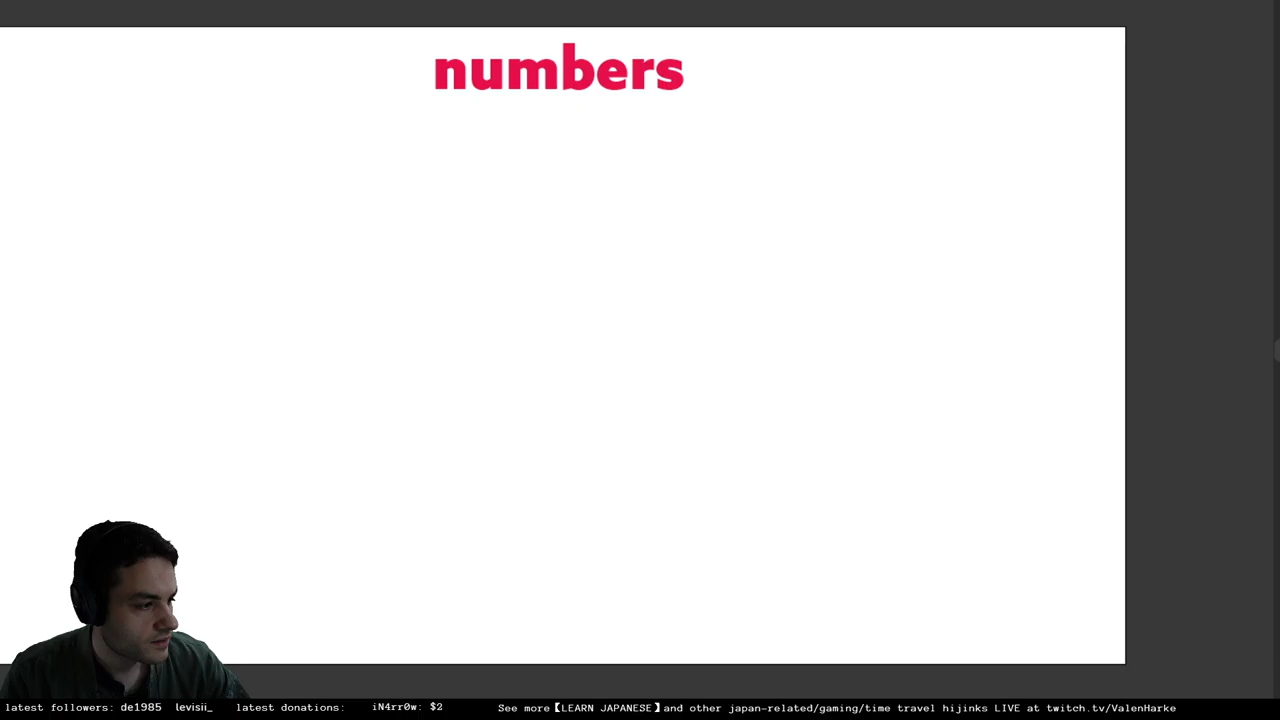 numbers
latest followers: de1985 levisii_ latest donations: iN4rr0w: $2 See more【LEARN JAPANESE】and other japan-related/gaming/time travel hijinks LIVE at twitch.tv/ValenHarke